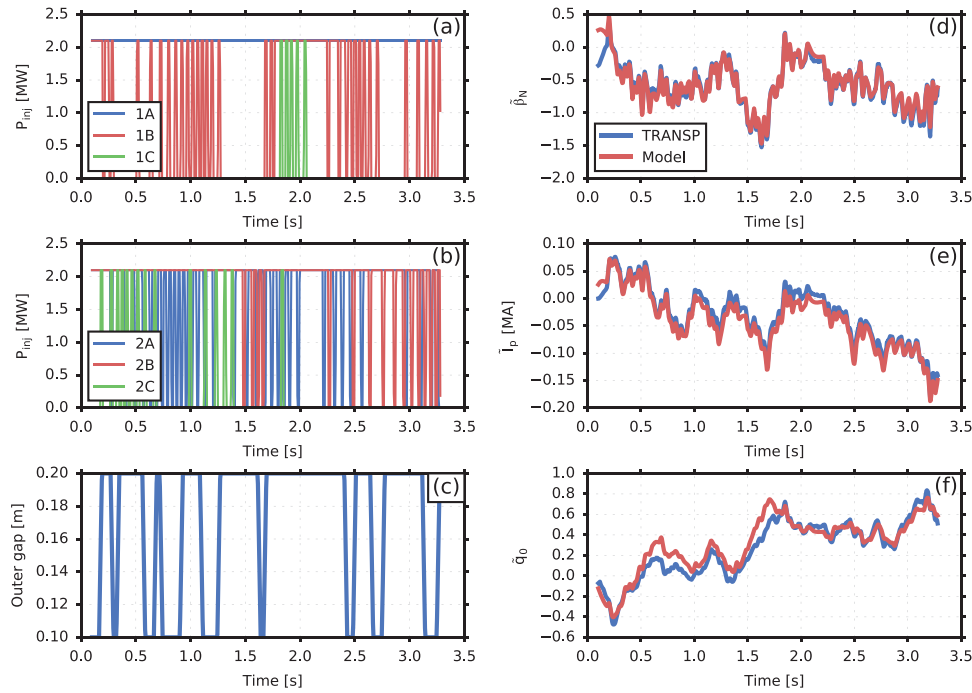 (a)
P_inj [MW]
2.5
2.0
1.5
1.0
0.5
0.0
1A
1B
1C
0.0 0.5 1.0 1.5 2.0 2.5 3.0 3.5
Time [s]
(b)
P_inj [MW]
2.5
2.0
1.5
1.0
0.5
0.0
2A
2B
2C
0.0 0.5 1.0 1.5 2.0 2.5 3.0 3.5
Time [s]
(c)
Outer gap [m]
0.20
0.18
0.16
0.14
0.12
0.10
0.0 0.5 1.0 1.5 2.0 2.5 3.0 3.5
Time [s]
(d)
β̃_N
0.5
0.0
−0.5
−1.0
−1.5
−2.0
TRANSP
Model
0.0 0.5 1.0 1.5 2.0 2.5 3.0 3.5
Time [s]
(e)
Ĩ_p [MA]
0.10
0.05
0.00
−0.05
−0.10
−0.15
−0.20
0.0 0.5 1.0 1.5 2.0 2.5 3.0 3.5
Time [s]
(f)
q̃_0
1.0
0.8
0.6
0.4
0.2
0.0
−0.2
−0.4
−0.6
0.0 0.5 1.0 1.5 2.0 2.5 3.0 3.5
Time [s]